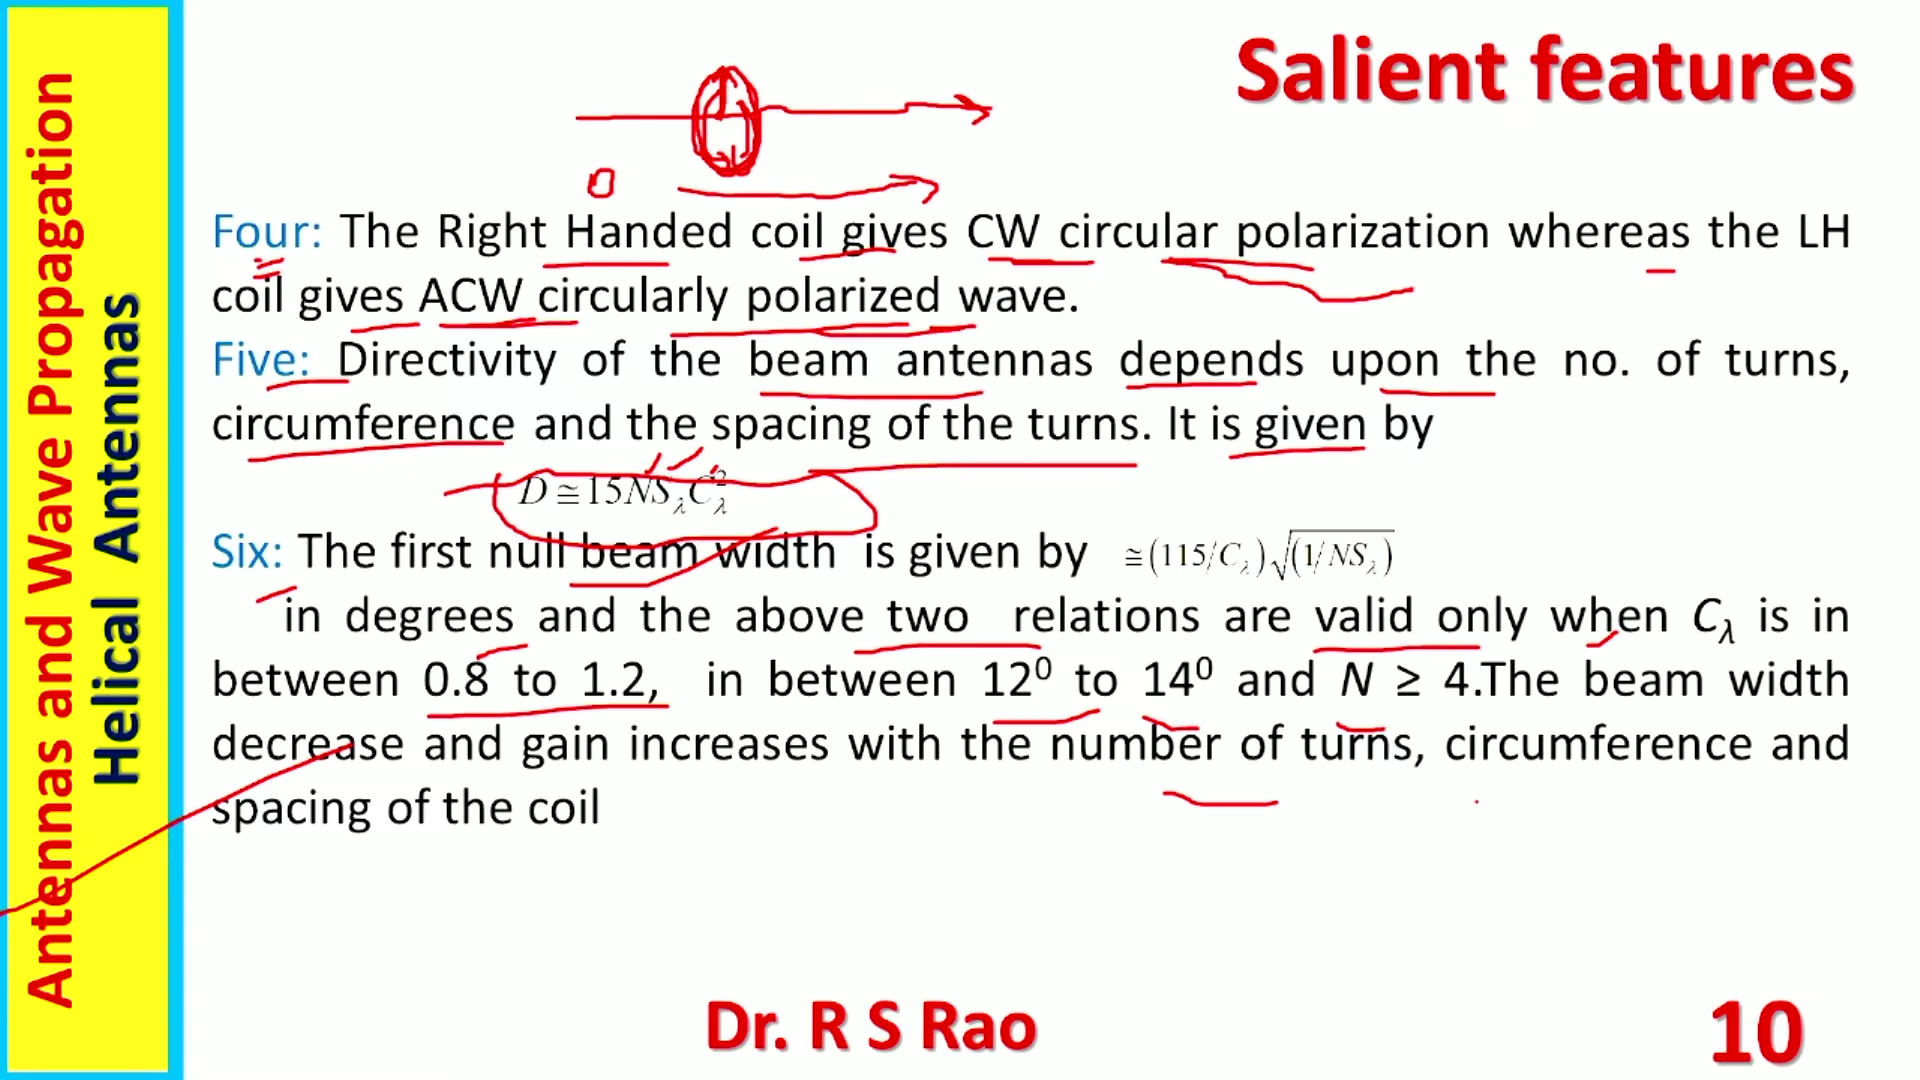 Antennas and Wave Propagation
Helical Antennas
Salient features
Four: The Right Handed coil gives CW circular polarization whereas the LH
coil gives ACW circularly polarized wave.
Five: Directivity of the beam antennas depends upon the no. of turns,
circumference and the spacing of the turns. It is given by
D ≅ 15NS_λC_λ^2
Six: The first null beam width is given by ≅(115/C_λ)√(1/NS_λ)
in degrees and the above two relations are valid only when C_λ is in
between 0.8 to 1.2, in between 12⁰ to 14⁰ and N ≥ 4.The beam width
decrease and gain increases with the number of turns, circumference and
spacing of the coil
Dr. R S Rao
10